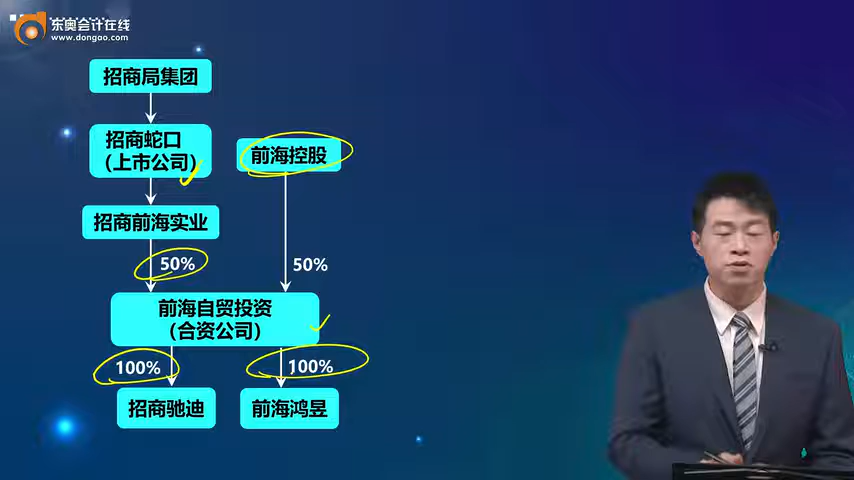 东奥会计在线
www.dongao.com
招商局集团
招商蛇口
（上市公司）
前海控股
招商前海实业
50%
50%
前海自贸投资
（合资公司）
100%
100%
招商驰迪
前海鸿昱